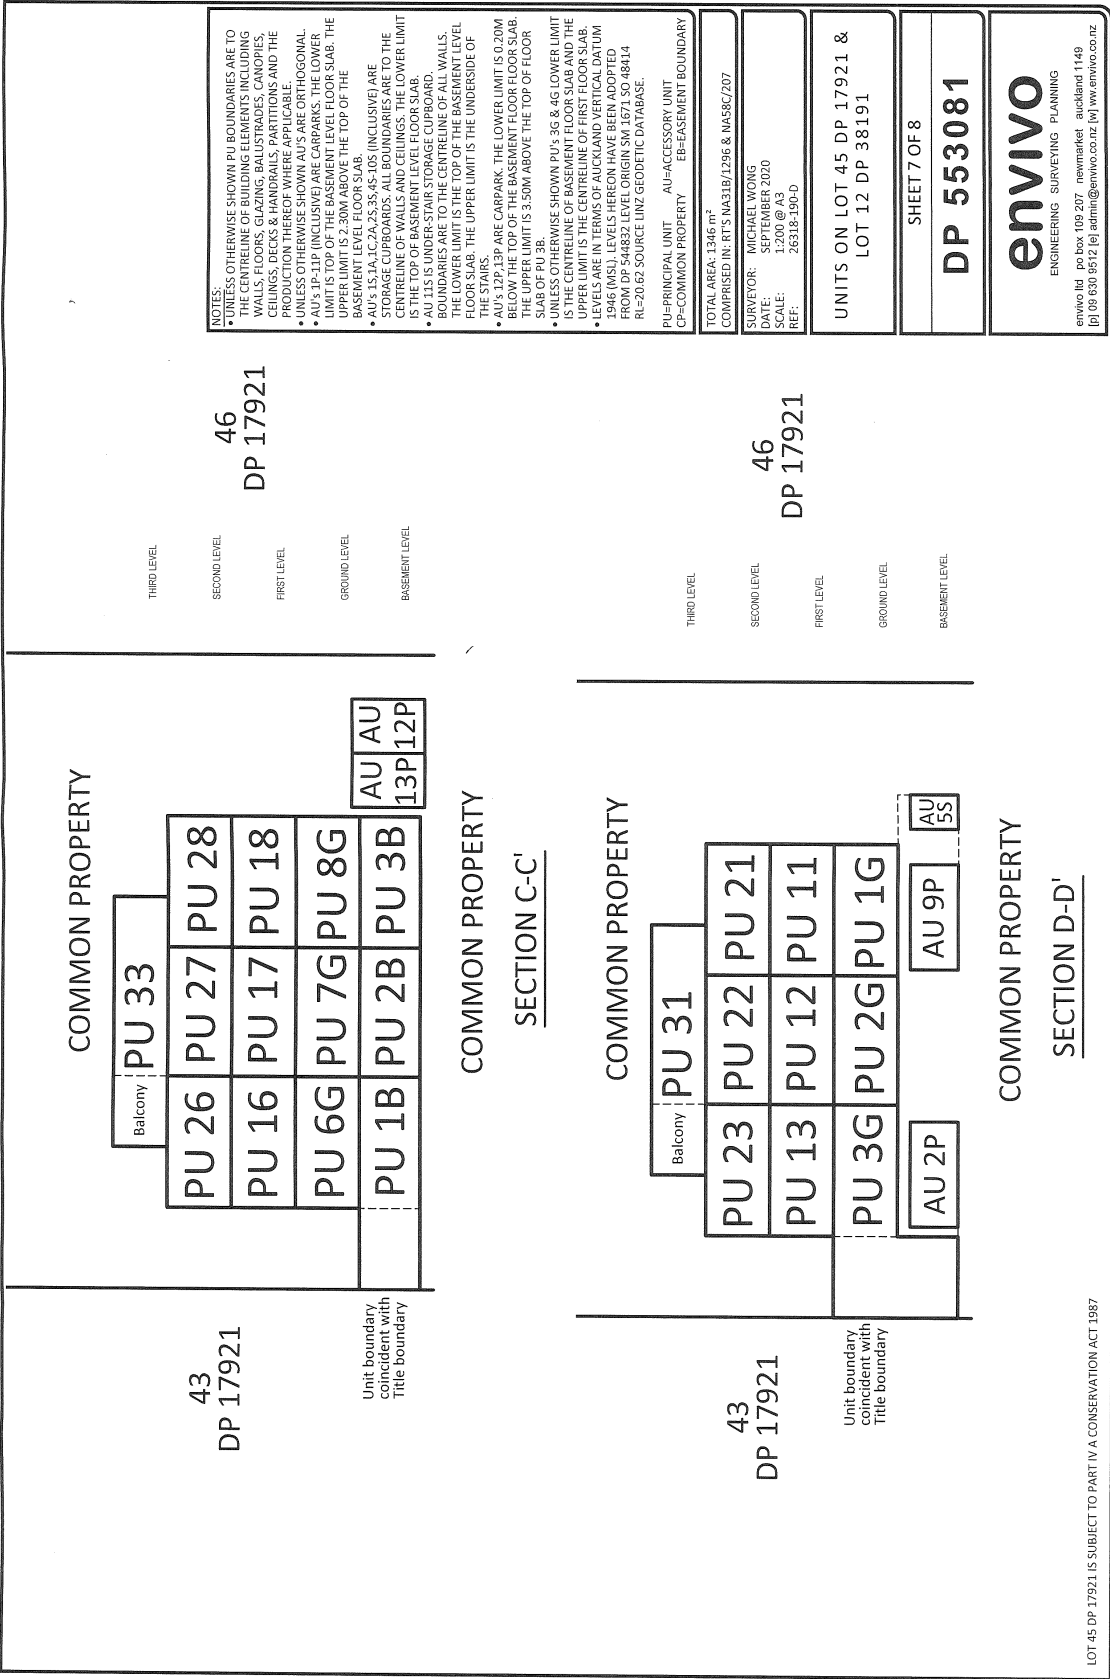 COMMON PROPERTY
Balcony
PU 33
PU 26
PU 27
PU 28
PU 16
PU 17
PU 18
PU 6G
PU 7G
PU 8G
PU 1B
PU 2B
PU 3B
AU
13P
AU
12P
THIRD LEVEL
SECOND LEVEL
FIRST LEVEL
GROUND LEVEL
BASEMENT LEVEL
43
DP 17921
46
DP 17921
Unit boundary
coincident with
Title boundary
COMMON PROPERTY
SECTION C-C'
COMMON PROPERTY
Balcony
PU 31
PU 23
PU 22
PU 21
PU 13
PU 12
PU 11
PU 3G
PU 2G
PU 1G
AU 2P
AU 9P
AU
5S
THIRD LEVEL
SECOND LEVEL
FIRST LEVEL
GROUND LEVEL
BASEMENT LEVEL
43
DP 17921
46
DP 17921
Unit boundary
coincident with
Title boundary
COMMON PROPERTY
SECTION D-D'
LOT 45 DP 17921 IS SUBJECT TO PART IV A CONSERVATION ACT 1987
NOTES:
• UNLESS OTHERWISE SHOWN PU BOUNDARIES ARE TO
THE CENTRELINE OF BUILDING ELEMENTS INCLUDING
WALLS, FLOORS, GLAZING, BALUSTRADES, CANOPIES,
CEILINGS, DECKS & HANDRAILS, PARTITIONS AND THE
PRODUCTION THEREOF WHERE APPLICABLE.
• UNLESS OTHERWISE SHOWN AU'S ARE ORTHOGONAL.
• AU's 1P-11P (INCLUSIVE) ARE CARPARKS. THE LOWER
LIMIT IS TOP OF THE BASEMENT LEVEL FLOOR SLAB. THE
UPPER LIMIT IS 2.30M ABOVE THE TOP OF THE
BASEMENT LEVEL FLOOR SLAB.
• AU's 1S,1A,1C,2A,2S,3S,4S-10S (INCLUSIVE) ARE
STORAGE CUPBOARDS. ALL BOUNDARIES ARE TO THE
CENTRELINE OF WALLS AND CEILINGS. THE LOWER LIMIT
IS THE TOP OF BASEMENT LEVEL FLOOR SLAB.
• AU 11S IS UNDER-STAIR STORAGE CUPBOARD.
BOUNDARIES ARE TO THE CENTRELINE OF ALL WALLS.
THE LOWER LIMIT IS THE TOP OF THE BASEMENT LEVEL
FLOOR SLAB. THE UPPER LIMIT IS THE UNDERSIDE OF
THE STAIRS.
• AU's 12P,13P ARE CARPARK. THE LOWER LIMIT IS 0.20M
BELOW THE TOP OF THE BASEMENT FLOOR FLOOR SLAB.
THE UPPER LIMIT IS 3.50M ABOVE THE TOP OF FLOOR
SLAB OF PU 3B.
• UNLESS OTHERWISE SHOWN PU's 3G & 4G LOWER LIMIT
IS THE CENTRELINE OF BASEMENT FLOOR SLAB AND THE
UPPER LIMIT IS THE CENTRELINE OF FIRST FLOOR SLAB.
• LEVELS ARE IN TERMS OF AUCKLAND VERTICAL DATUM
1946 (MSL). LEVELS HEREON HAVE BEEN ADOPTED
FROM DP 544832 LEVEL ORIGIN SM 1671 SO 48414
RL=20.62 SOURCE LINZ GEODETIC DATABASE.
PU=PRINCIPAL UNIT AU=ACCESSORY UNIT
CP=COMMON PROPERTY EB=EASEMENT BOUNDARY
TOTAL AREA: 1346 m²
COMPRISED IN: RT'S NA31B/1296 & NA58C/207
SURVEYOR: MICHAEL WONG
DATE: SEPTEMBER 2020
SCALE: 1:200 @ A3
REF: 26318-190-D
UNITS ON LOT 45 DP 17921 &
LOT 12 DP 38191
SHEET 7 OF 8
DP 553081
envivo
ENGINEERING SURVEYING PLANNING
envivo ltd po box 109 207 newmarket auckland 1149
[p] 09 630 9512 [e] admin@envivo.co.nz [w] ww.envivo.co.nz